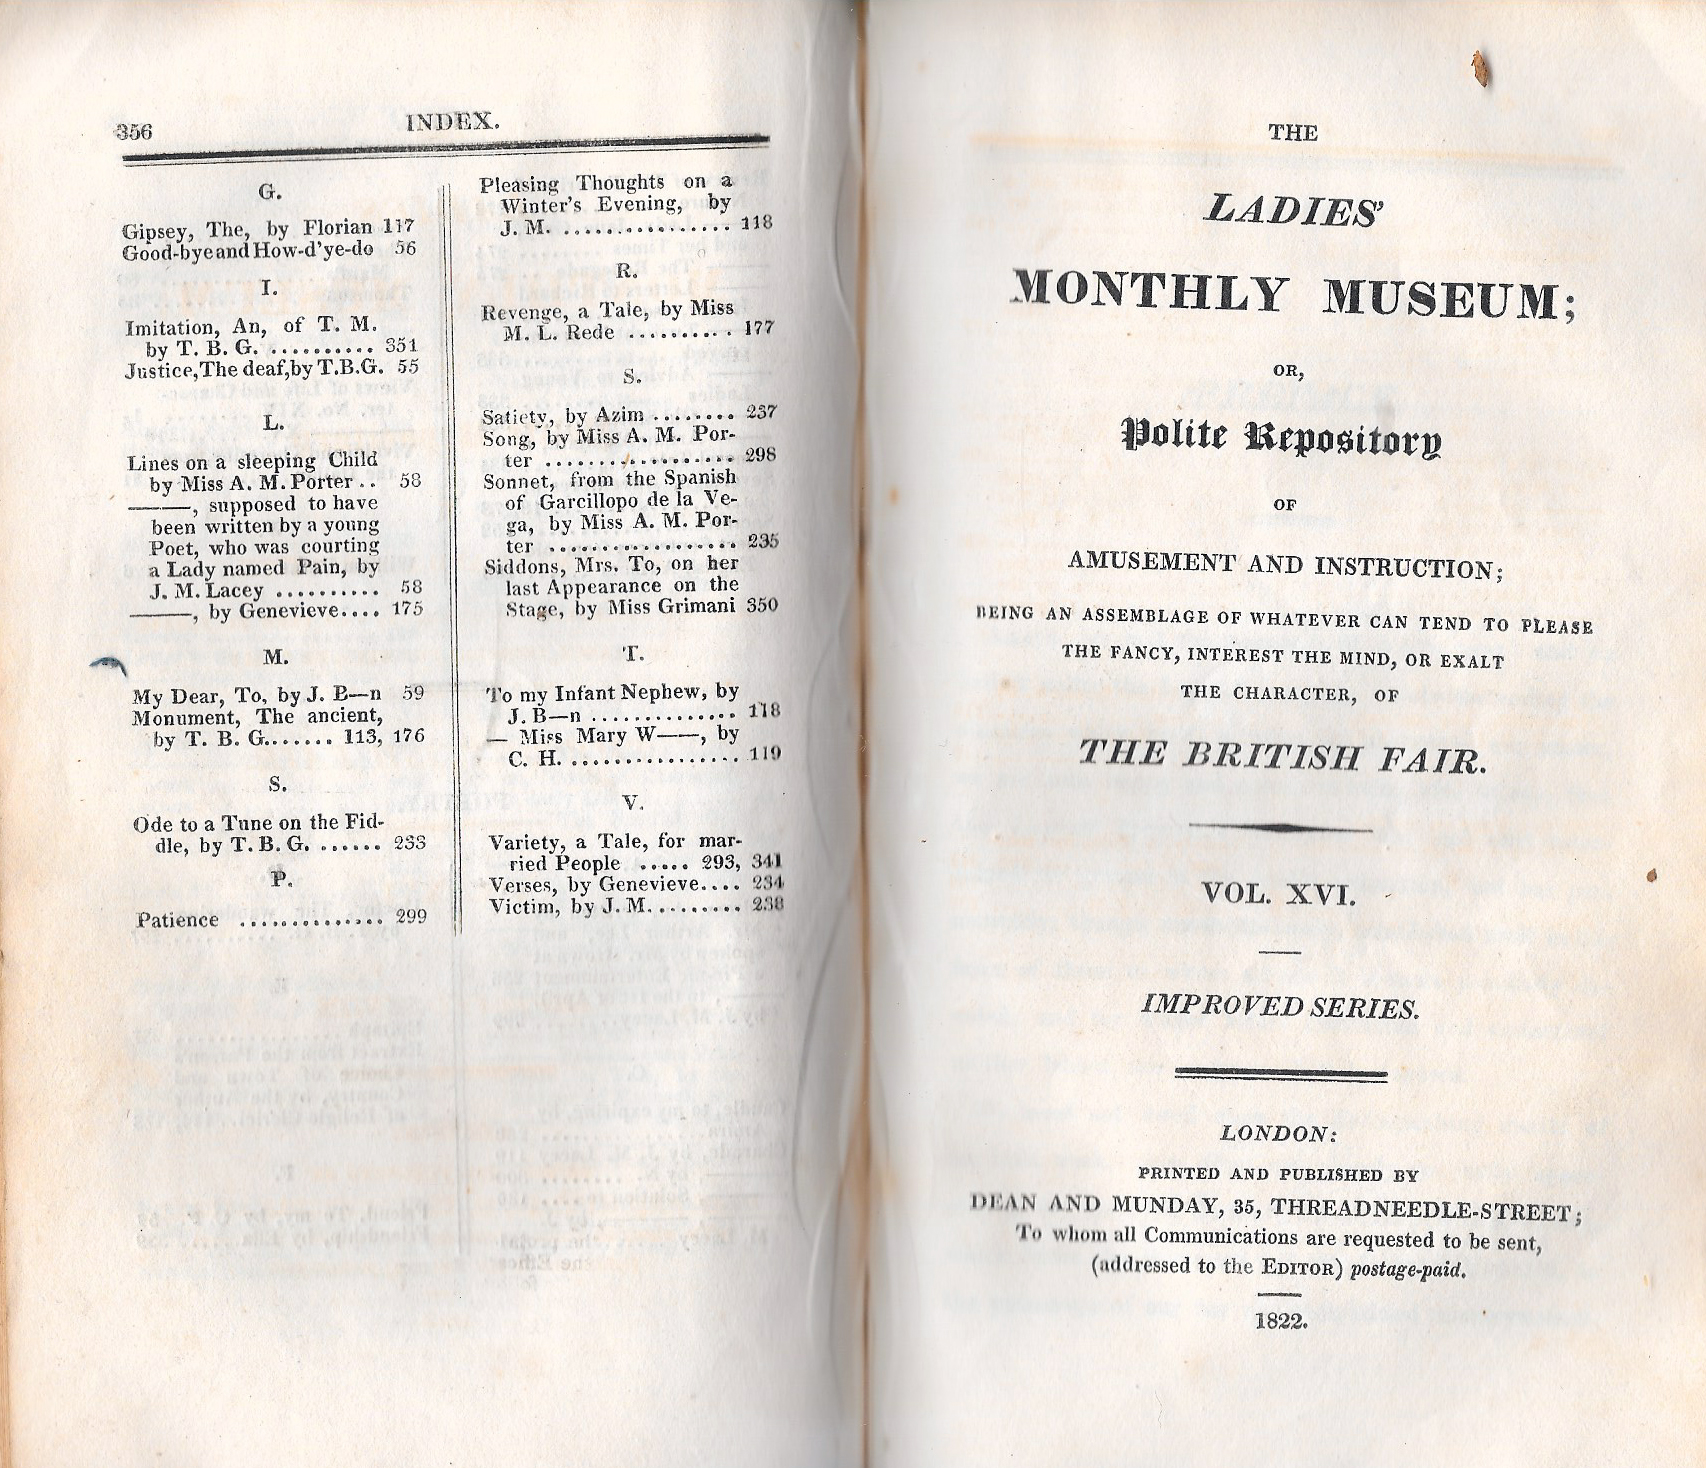 356
INDEX.
G.
Gipsey, The, by Florian 117
Good-bye and How-d'ye-do 56
I.
Imitation, An, of T. M.
by T. B. G. .......... 351
Justice, The deaf, by T.B.G. 55
L.
Lines on a sleeping Child
by Miss A. M. Porter .. 58
———, supposed to have
been written by a young
Poet, who was courting
a Lady named Pain, by
J. M. Lacey .......... 58
———, by Genevieve.... 175
M.
My Dear, To, by J. B—n 59
Monument, The ancient,
by T. B. G....... 113, 176
S.
Ode to a Tune on the Fid-
dle, by T. B. G. ...... 233
P.
Patience .............. 299
Pleasing Thoughts on a
Winter's Evening, by
J. M. ................ 118
R.
Revenge, a Tale, by Miss
M. L. Rede .......... 177
S.
Satiety, by Azim ........ 237
Song, by Miss A. M. Por-
ter .................. 298
Sonnet, from the Spanish
of Garcillopo de la Ve-
ga, by Miss A. M. Por-
ter .................. 235
Siddons, Mrs. To, on her
last Appearance on the
Stage, by Miss Grimani 350
T.
To my Infant Nephew, by
J. B—n .............. 118
— Miss Mary W——, by
C. H. ................ 119
V.
Variety, a Tale, for mar-
ried People ..... 293, 341
Verses, by Genevieve.... 234
Victim, by J. M. ......... 238
THE
LADIES'
MONTHLY MUSEUM;
OR,
Polite Repository
OF
AMUSEMENT AND INSTRUCTION;
BEING AN ASSEMBLAGE OF WHATEVER CAN TEND TO PLEASE
THE FANCY, INTEREST THE MIND, OR EXALT
THE CHARACTER, OF
THE BRITISH FAIR.
VOL. XVI.
IMPROVED SERIES.
LONDON:
PRINTED AND PUBLISHED BY
DEAN AND MUNDAY, 35, THREADNEEDLE-STREET;
To whom all Communications are requested to be sent,
(addressed to the EDITOR) postage-paid.
1822.